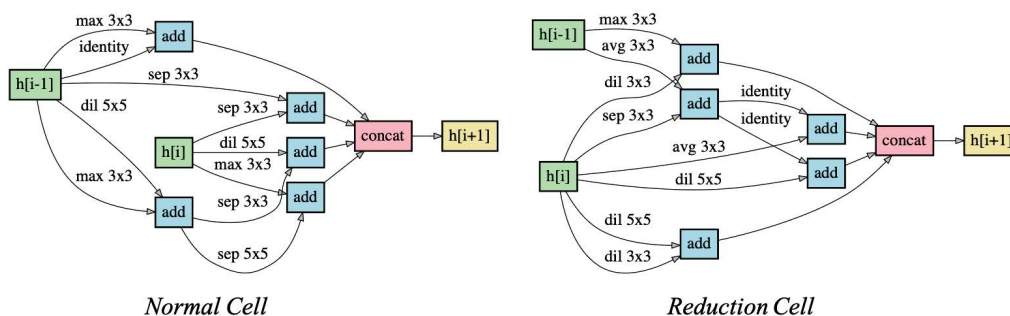 max 3x3
add
identity
h[i-1]
sep 3x3
dil 5x5
sep 3x3
add
h[i]
dil 5x5
add
max 3x3
concat
h[i+1]
max 3x3
add
sep 3x3
add
sep 5x5
Normal Cell
max 3x3
h[i-1]
avg 3x3
add
dil 3x3
add
identity
sep 3x3
identity
add
avg 3x3
concat
h[i+1]
h[i]
dil 5x5
add
dil 5x5
add
dil 3x3
Reduction Cell